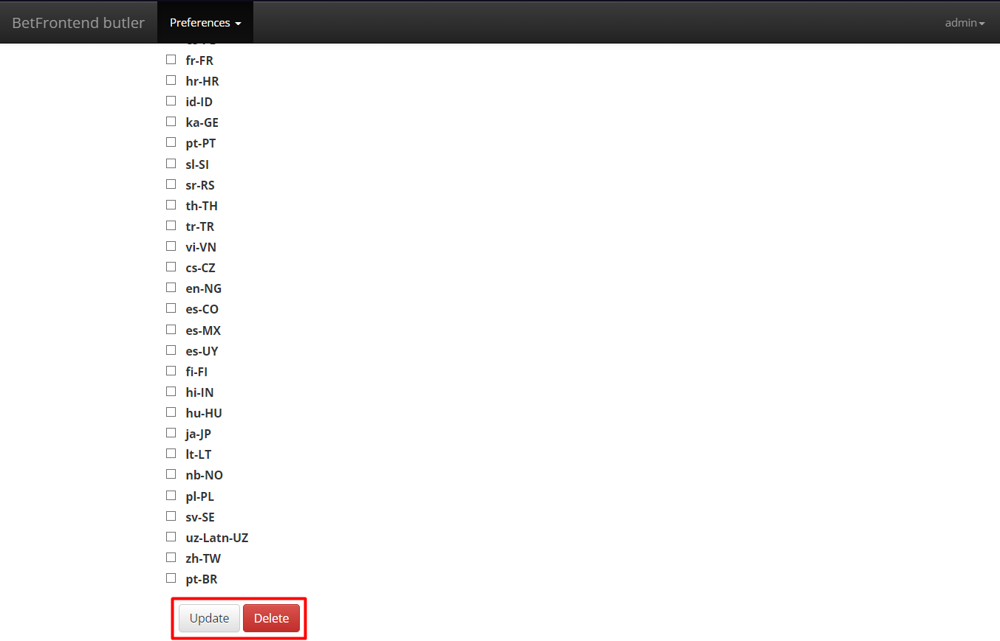 BetFrontend butler Preferences admin
fr-FR
hr-HR
id-ID
ka-GE
pt-PT
sl-SI
sr-RS
th-TH
tr-TR
vi-VN
cs-CZ
en-NG
es-CO
es-MX
es-UY
fi-FI
hi-IN
hu-HU
ja-JP
lt-LT
nb-NO
pl-PL
sv-SE
uz-Latn-UZ
zh-TW
pt-BR
Update Delete